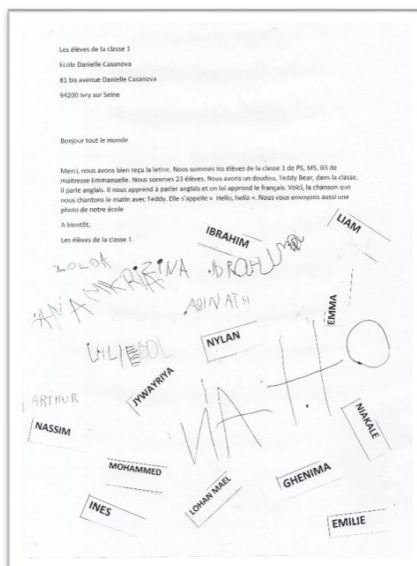 Les élèves de la classe 1
Ecole Danielle Casanova
81 bis avenue Danielle Casanova
94200 Ivry sur Seine
Bonjour tout le monde
Merci, nous avons bien reçu la lettre. Nous sommes les élèves de la classe 1 de PS, MS, GS de
maitresse Emmanuelle. Nous sommes 23 élèves. Nous avons un doudou, Teddy Bear, dans la classe.
Il parle anglais. Il nous apprend à parler anglais et on lui apprend le français. Voici, la chanson que
nous chantons le matin avec Teddy. Elle s'appelle « Hello, hello ». Nous vous envoyons aussi une
photo de notre école
A bientôt,
Les élèves de la classe 1.
IBRAHIM
LIAM
EMMA
NYLAN
JYWAYRIYA
ARTHUR
NASSIM
NIAKALE
MOHAMMED
LOHAN MAEL
GHENIMA
INES
EMILIE